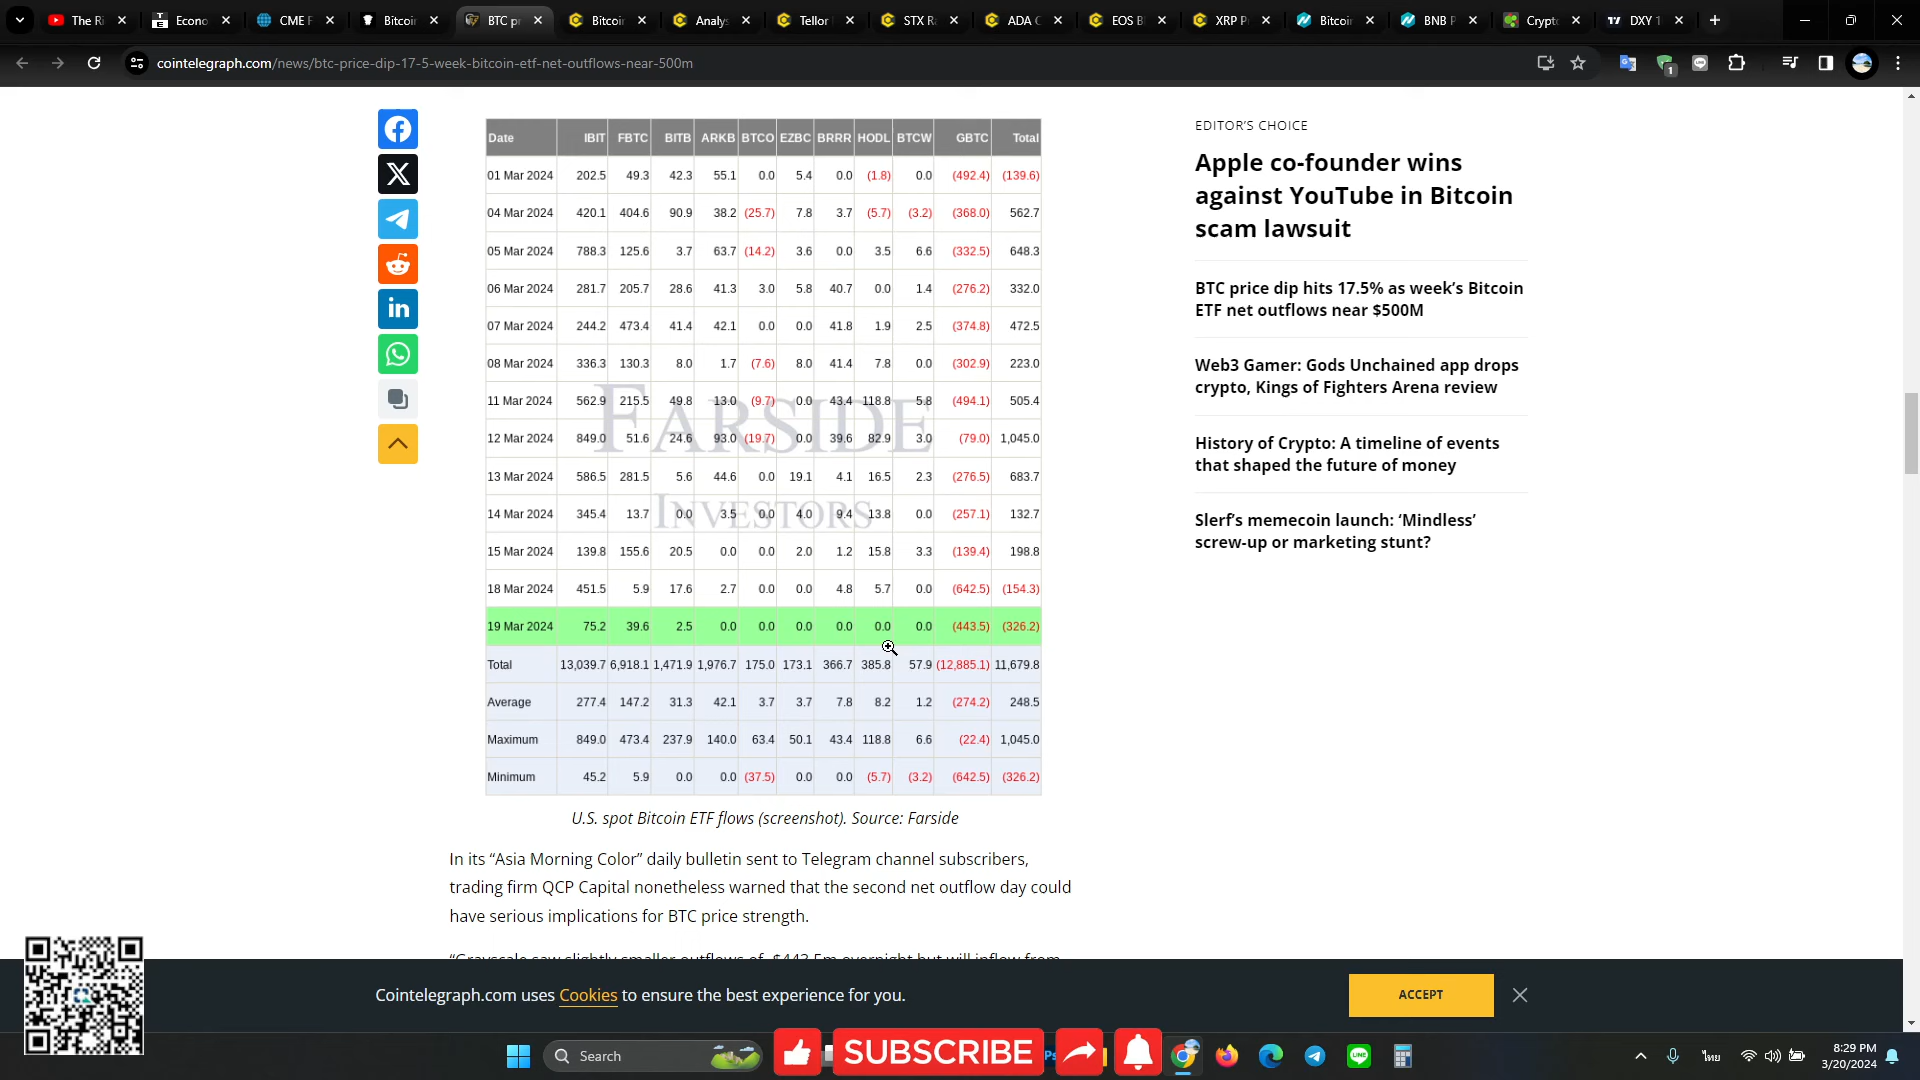 The Ri
Econo
CME F
Bitcoin
BTC pr
Bitcoin
Analys
Tellor
STX R
ADA C
EOS B
XRP P
Bitcoin
BNB P
Crypto
DXY 1
cointelegraph.com/news/btc-price-dip-17-5-week-bitcoin-etf-net-outflows-near-500m
1
Date IBIT FBTC BITB ARKB BTCO EZBC BRRR HODL BTCW GBTC Total
01 Mar 2024 202.5 49.3 42.3 55.1 0.0 5.4 0.0 (1.8) 0.0 (492.4) (139.6)
04 Mar 2024 420.1 404.6 90.9 38.2 (25.7) 7.8 3.7 (5.7) (3.2) (368.0) 562.7
05 Mar 2024 788.3 125.6 3.7 63.7 (14.2) 3.6 0.0 3.5 6.6 (332.5) 648.3
06 Mar 2024 281.7 205.7 28.6 41.3 3.0 5.8 40.7 0.0 1.4 (276.2) 332.0
07 Mar 2024 244.2 473.4 41.4 42.1 0.0 0.0 41.8 1.9 2.5 (374.8) 472.5
08 Mar 2024 336.3 130.3 8.0 1.7 (7.6) 8.0 41.4 7.8 0.0 (302.9) 223.0
11 Mar 2024 562.9 215.5 49.8 13.0 (9.7) 0.0 43.4 118.8 5.8 (494.1) 505.4
12 Mar 2024 849.0 51.6 24.6 93.0 (19.7) 0.0 39.6 82.9 3.0 (79.0) 1,045.0
13 Mar 2024 586.5 281.5 5.6 44.6 0.0 19.1 4.1 16.5 2.3 (276.5) 683.7
14 Mar 2024 345.4 13.7 0.0 3.5 0.0 4.0 9.4 13.8 0.0 (257.1) 132.7
15 Mar 2024 139.8 155.6 20.5 0.0 0.0 2.0 1.2 15.8 3.3 (139.4) 198.8
18 Mar 2024 451.5 5.9 17.6 2.7 0.0 0.0 4.8 5.7 0.0 (642.5) (154.3)
19 Mar 2024 75.2 39.6 2.5 0.0 0.0 0.0 0.0 0.0 0.0 (443.5) (326.2)
Total 13,039.7 6,918.1 1,471.9 1,976.7 175.0 173.1 366.7 385.8 57.9 (12,885.1) 11,679.8
Average 277.4 147.2 31.3 42.1 3.7 3.7 7.8 8.2 1.2 (274.2) 248.5
Maximum 849.0 473.4 237.9 140.0 63.4 50.1 43.4 118.8 6.6 (22.4) 1,045.0
Minimum 45.2 5.9 0.0 0.0 (37.5) 0.0 0.0 (5.7) (3.2) (642.5) (326.2)
FARSIDE
INVESTORS
U.S. spot Bitcoin ETF flows (screenshot). Source: Farside
In its “Asia Morning Color” daily bulletin sent to Telegram channel subscribers,
trading firm QCP Capital nonetheless warned that the second net outflow day could
have serious implications for BTC price strength.
“Grayscale saw slightly smaller outflows of -$443.5m overnight but will inflow from
EDITOR’S CHOICE
Apple co-founder wins
against YouTube in Bitcoin
scam lawsuit
BTC price dip hits 17.5% as week’s Bitcoin
ETF net outflows near $500M
Web3 Gamer: Gods Unchained app drops
crypto, Kings of Fighters Arena review
History of Crypto: A timeline of events
that shaped the future of money
Slerf’s memecoin launch: ‘Mindless’
screw-up or marketing stunt?
Cointelegraph.com uses Cookies to ensure the best experience for you.
ACCEPT
Search
SUBSCRIBE
Ps
LINE
ไทย
8:29 PM
3/20/2024